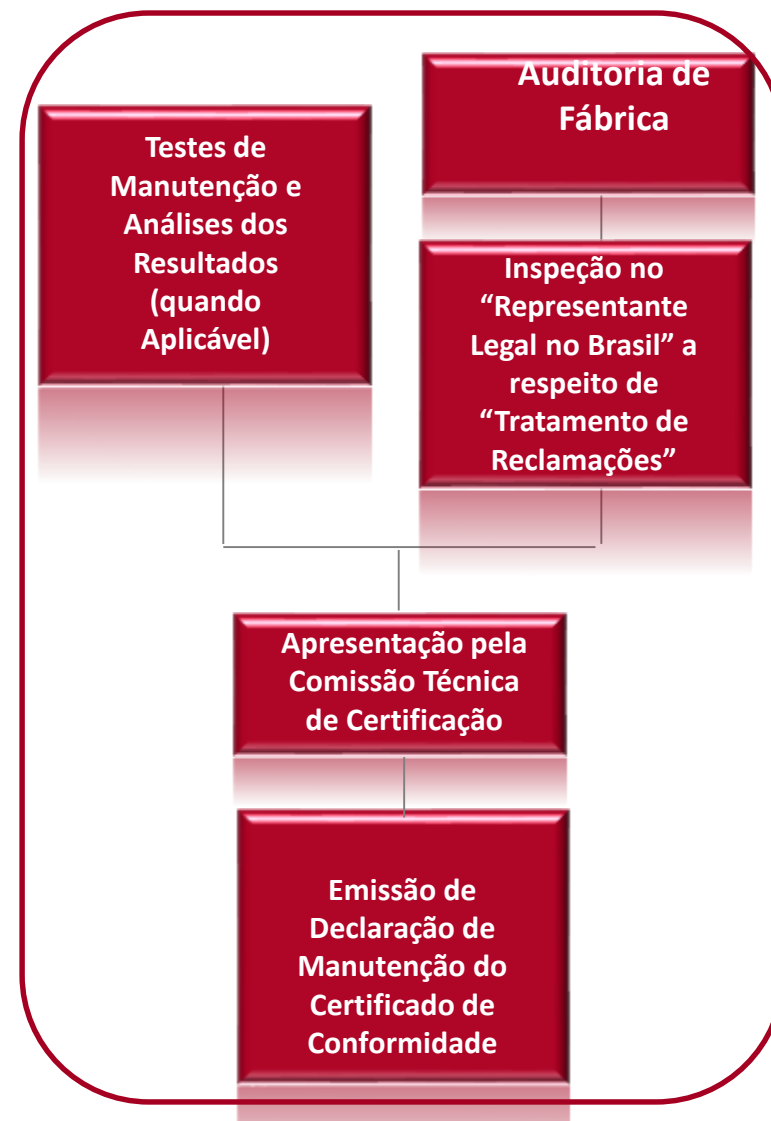 Testes de
Manutenção e
Análises dos
Resultados
(quando
Aplicável)
Auditoria de
Fábrica
Inspeção no
“Representante
Legal no Brasil” a
respeito de
“Tratamento de
Reclamações”
Apresentação pela
Comissão Técnica
de Certificação
Emissão de
Declaração de
Manutenção do
Certificado de
Conformidade